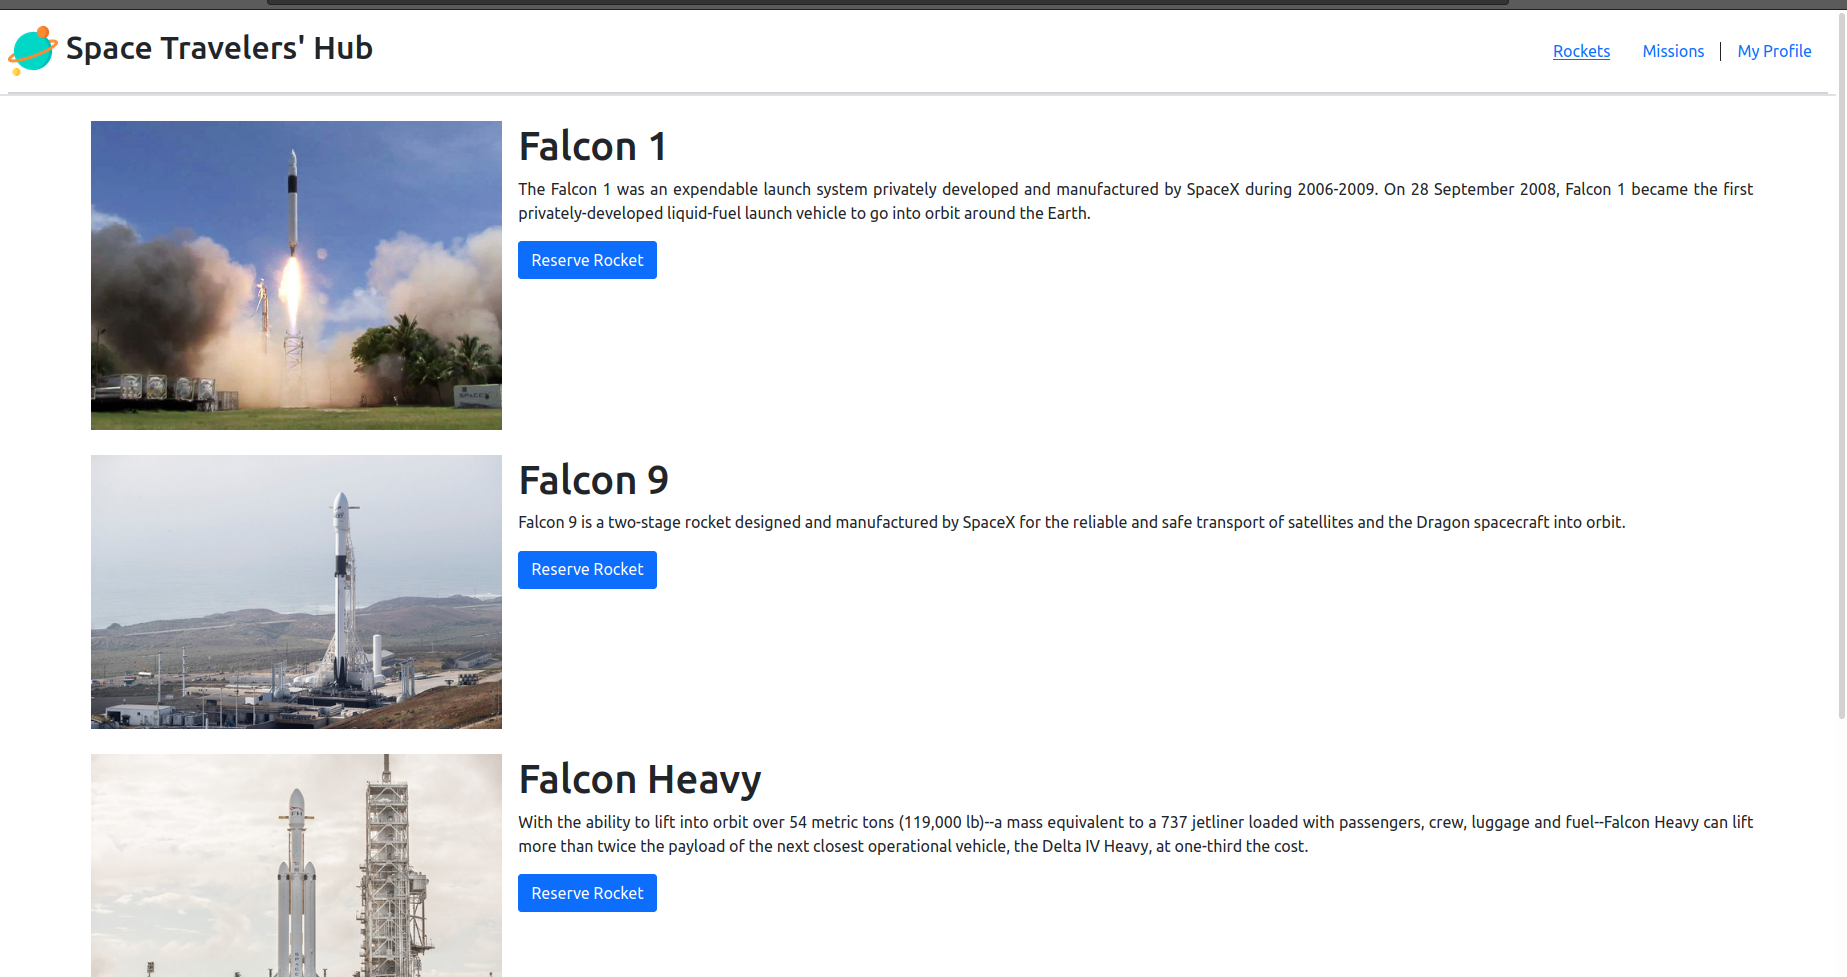 Space Travelers' Hub
Rockets
Missions
My Profile
Falcon 1
The Falcon 1 was an expendable launch system privately developed and manufactured by SpaceX during 2006-2009. On 28 September 2008, Falcon 1 became the first
privately-developed liquid-fuel launch vehicle to go into orbit around the Earth.
Reserve Rocket
Falcon 9
Falcon 9 is a two-stage rocket designed and manufactured by SpaceX for the reliable and safe transport of satellites and the Dragon spacecraft into orbit.
Reserve Rocket
Falcon Heavy
With the ability to lift into orbit over 54 metric tons (119,000 lb)--a mass equivalent to a 737 jetliner loaded with passengers, crew, luggage and fuel--Falcon Heavy can lift
more than twice the payload of the next closest operational vehicle, the Delta IV Heavy, at one-third the cost.
Reserve Rocket